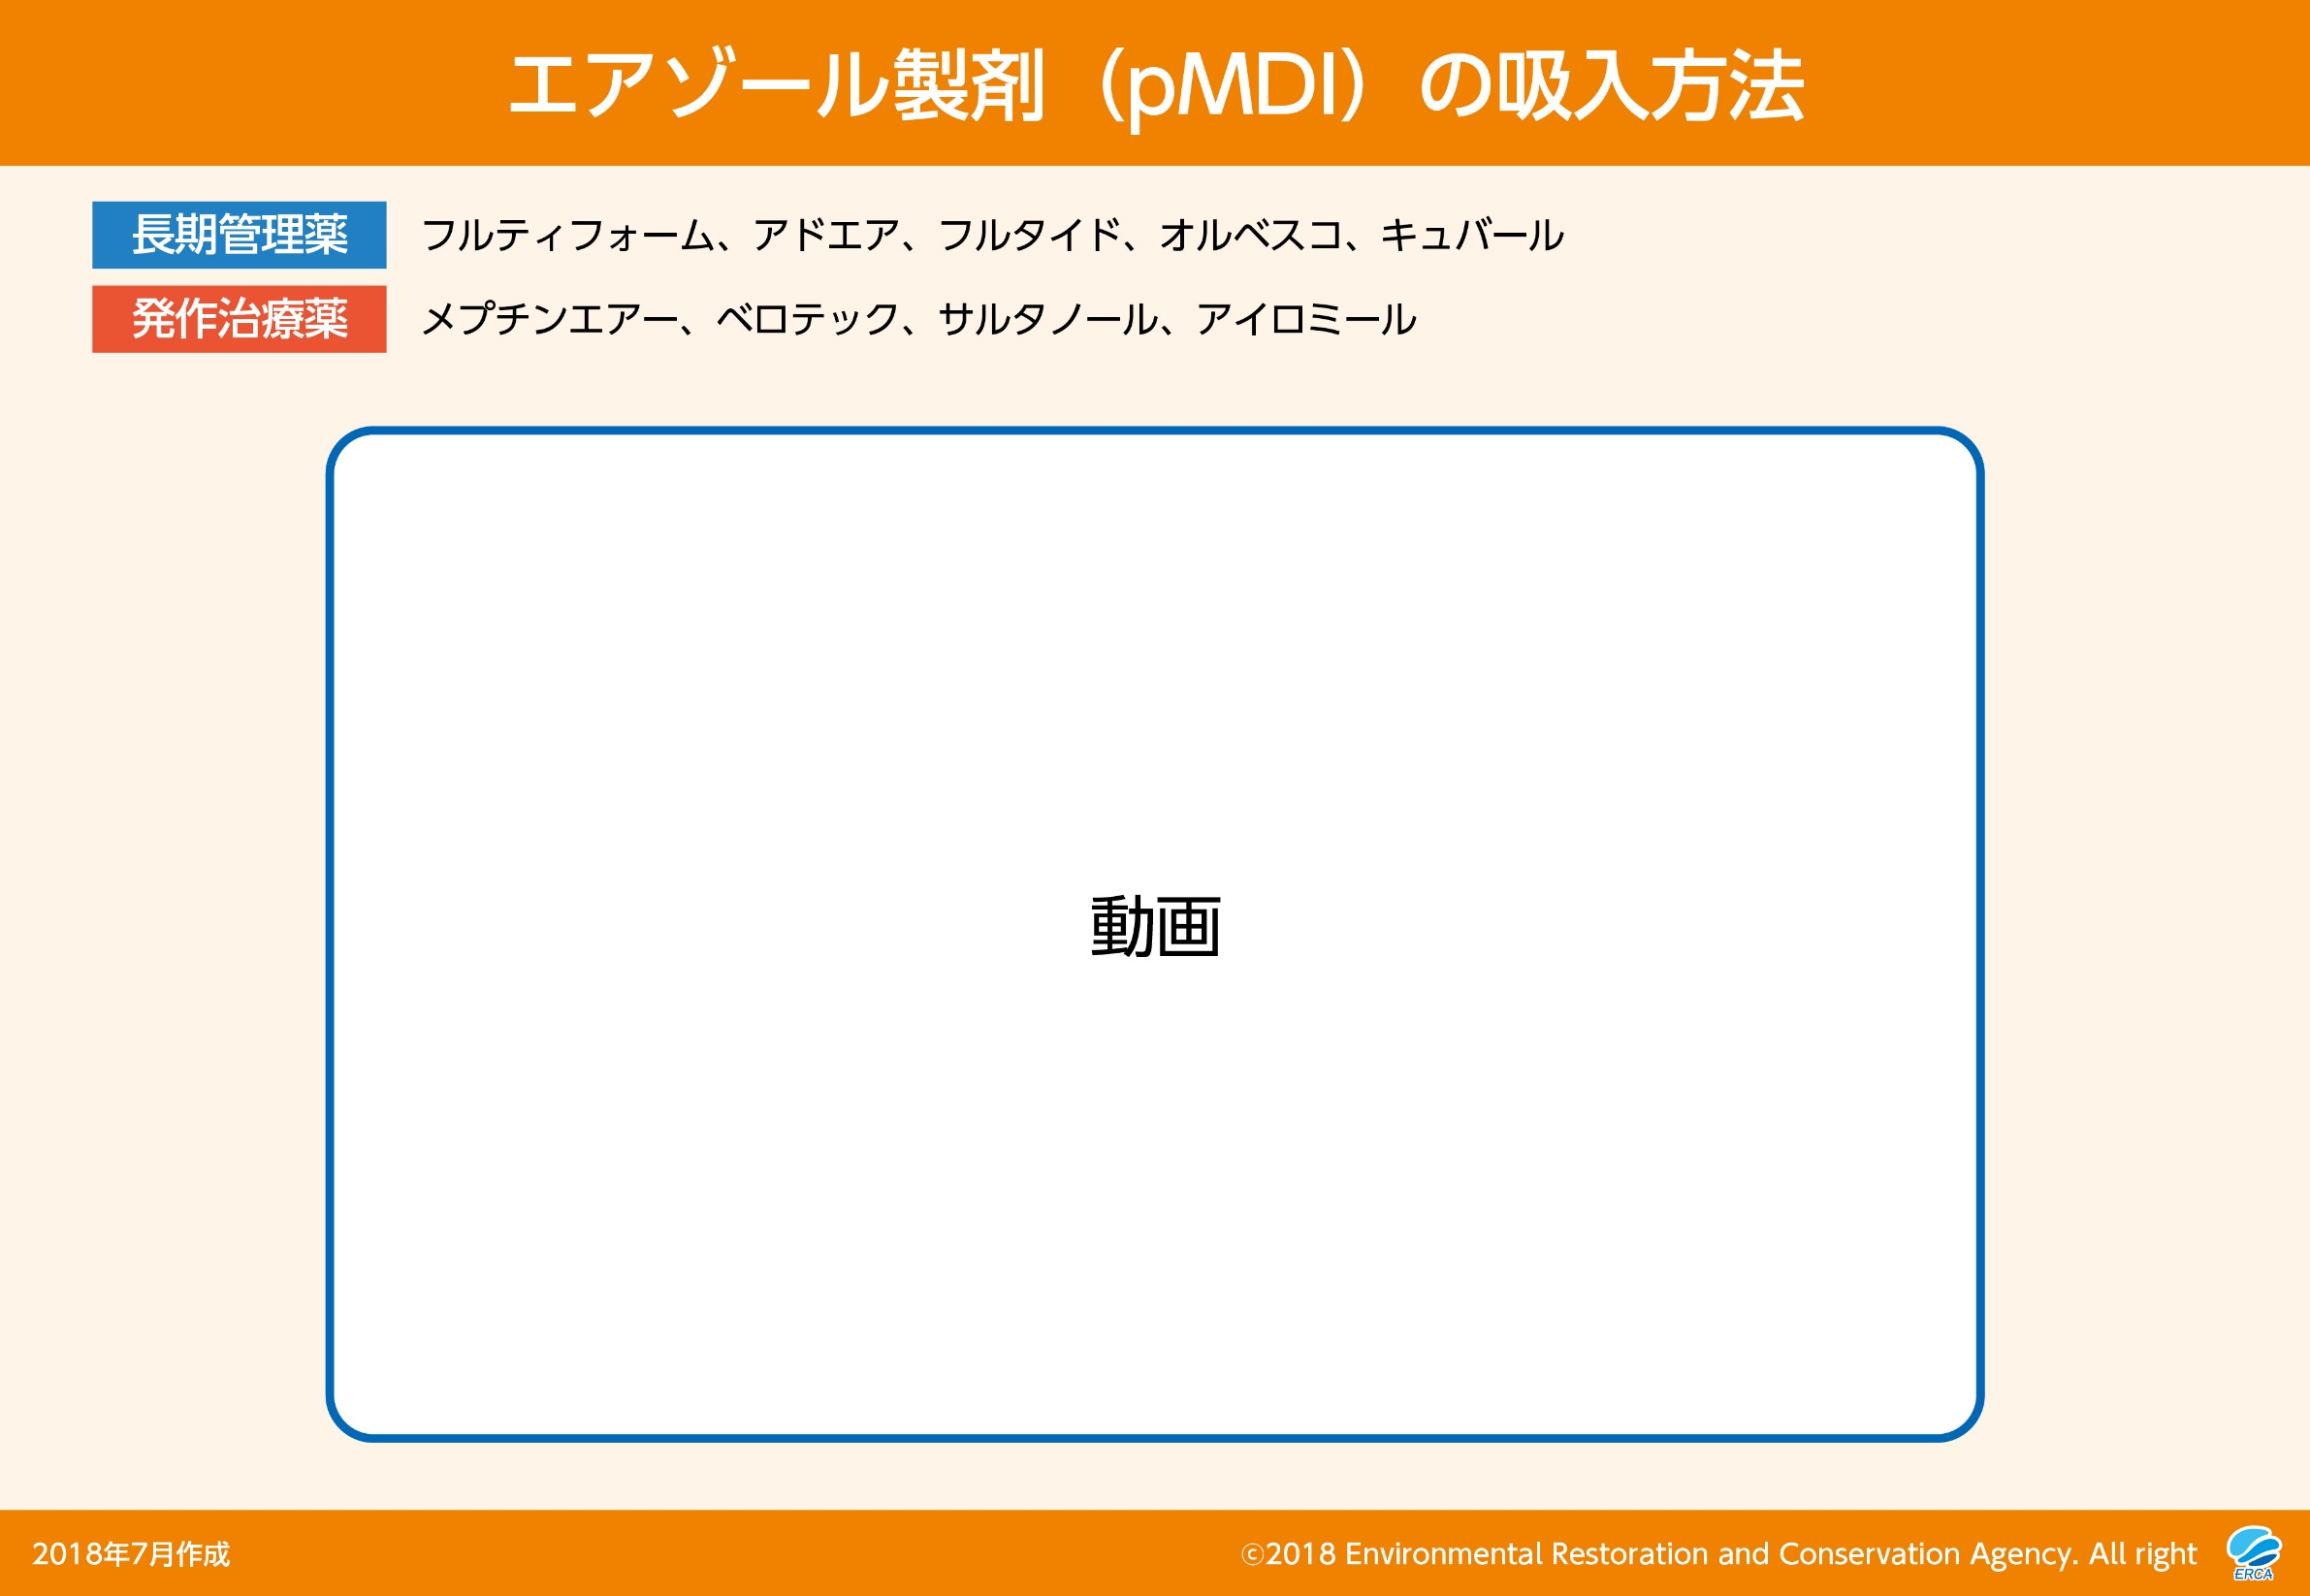 エアゾール製剤（pMDI）の吸入方法
長期管理薬 フルティフォーム、アドエア、フルタイド、オルベスコ、キュバール
発作治療薬 メプチンエアー、ベロテック、サルタノール、アイロミール
動画
2018年7月作成
©2018 Environmental Restoration and Conservation Agency. All right
ERCA